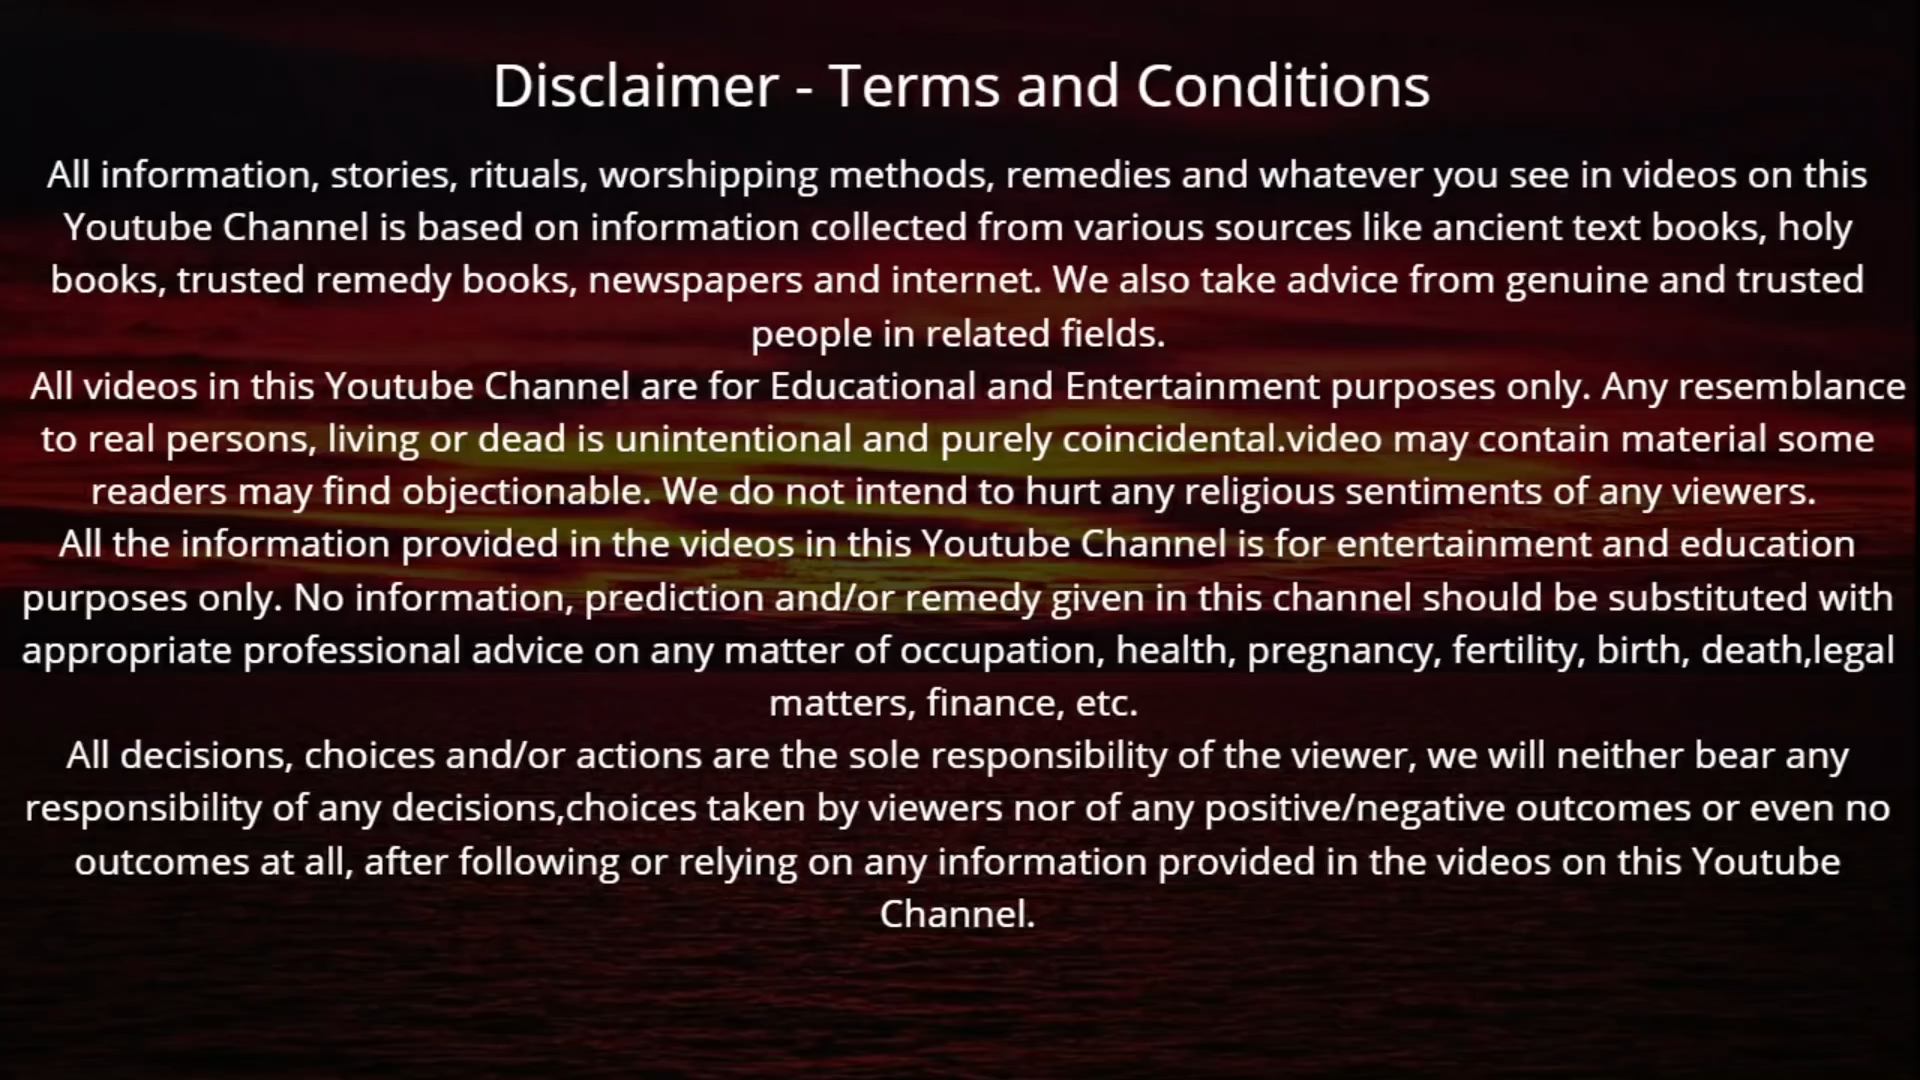 Disclaimer - Terms and Conditions
All information, stories, rituals, worshipping methods, remedies and whatever you see in videos on this
Youtube Channel is based on information collected from various sources like ancient text books, holy
books, trusted remedy books, newspapers and internet. We also take advice from genuine and trusted
people in related fields.
All videos in this Youtube Channel are for Educational and Entertainment purposes only. Any resemblance
to real persons, living or dead is unintentional and purely coincidental.video may contain material some
readers may find objectionable. We do not intend to hurt any religious sentiments of any viewers.
All the information provided in the videos in this Youtube Channel is for entertainment and education
purposes only. No information, prediction and/or remedy given in this channel should be substituted with
appropriate professional advice on any matter of occupation, health, pregnancy, fertility, birth, death,legal
matters, finance, etc.
All decisions, choices and/or actions are the sole responsibility of the viewer, we will neither bear any
responsibility of any decisions,choices taken by viewers nor of any positive/negative outcomes or even no
outcomes at all, after following or relying on any information provided in the videos on this Youtube
Channel.